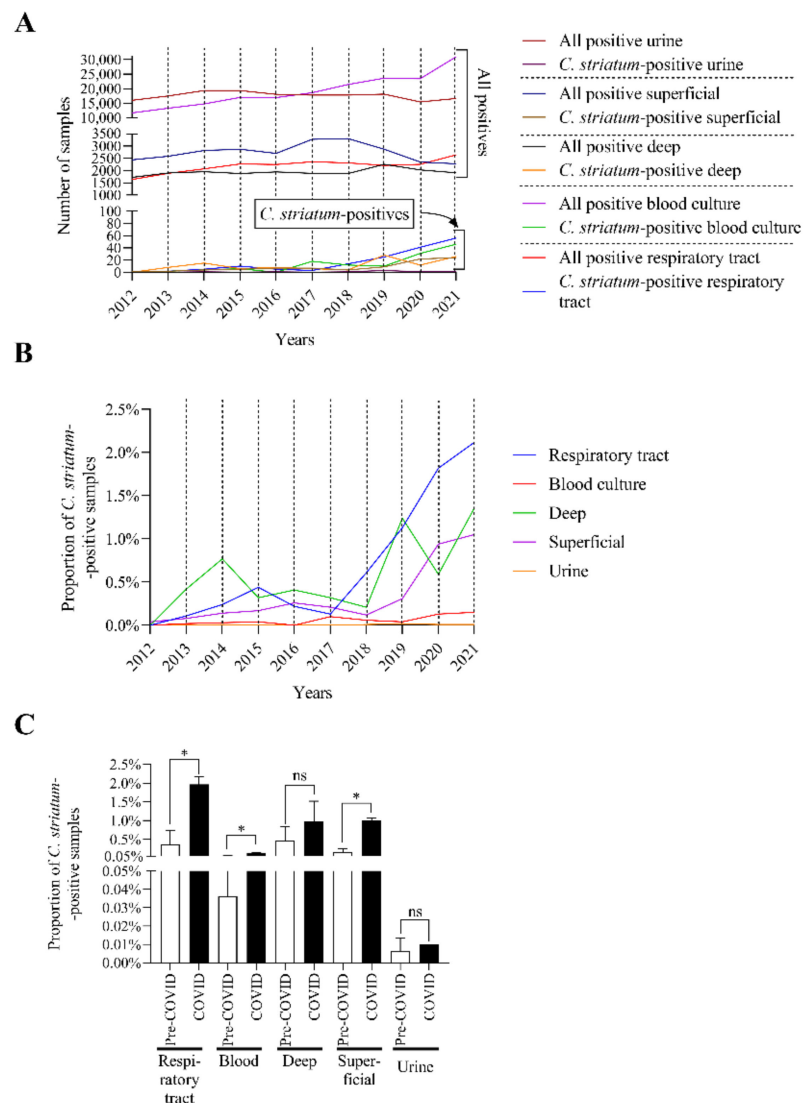 A
30,000
25,000
20,000
15,000
10,000
3500
3000
2500
2000
1500
1000
100
80
60
40
20
0
Number of samples
All positives
C. striatum-positives
2012
2013
2014
2015
2016
2017
2018
2019
2020
2021
Years
All positive urine
C. striatum-positive urine
All positive superficial
C. striatum-positive superficial
All positive deep
C. striatum-positive deep
All positive blood culture
C. striatum-positive blood culture
All positive respiratory tract
C. striatum-positive respiratory
tract
B
Proportion of C. striatum-
-positive samples
2.5%
2.0%
1.5%
1.0%
0.5%
0.0%
2012
2013
2014
2015
2016
2017
2018
2019
2020
2021
Years
Respiratory tract
Blood culture
Deep
Superficial
Urine
C
Proportion of C. striatum-
-positive samples
2.5%
2.0%
1.5%
1.0%
0.5%
0.05%
0.05%
0.04%
0.03%
0.02%
0.01%
0.00%
*
*
ns
*
ns
Pre-COVID
COVID
Pre-COVID
COVID
Pre-COVID
COVID
Pre-COVID
COVID
Pre-COVID
COVID
Respi-
ratory
tract
Blood
Deep
Super-
ficial
Urine